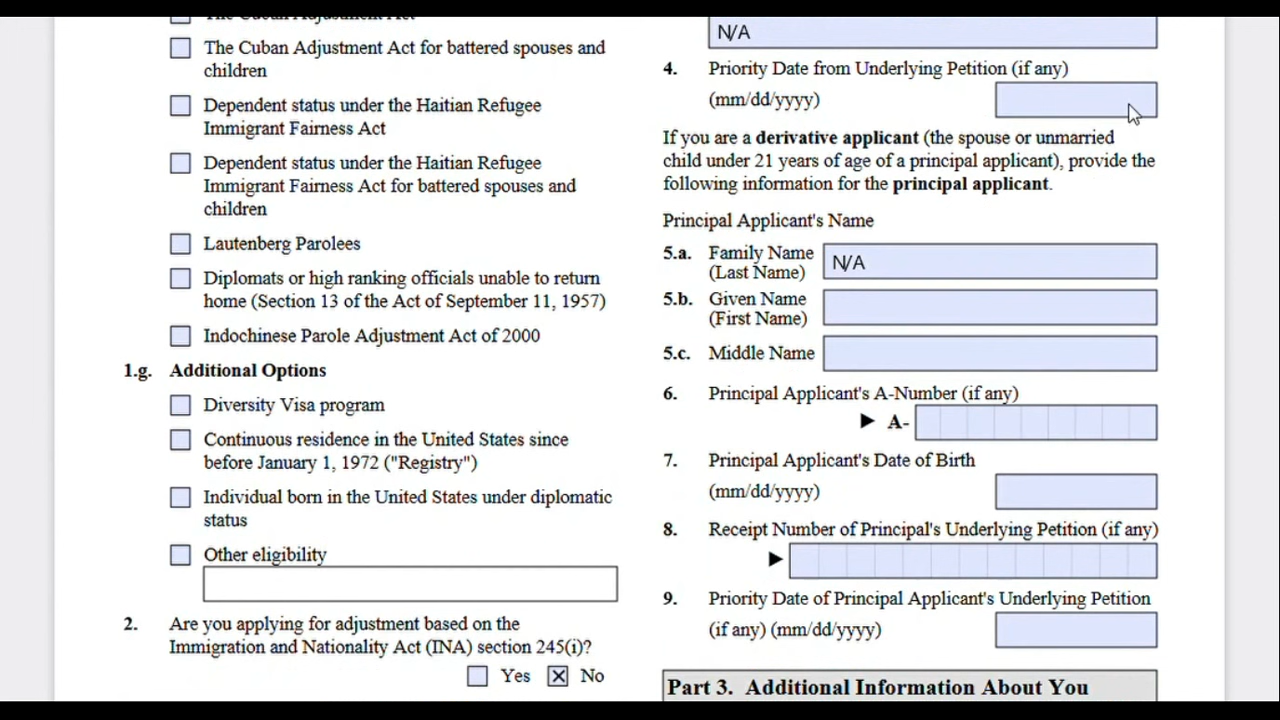 The Cuban Adjustment Act
The Cuban Adjustment Act for battered spouses and
children
Dependent status under the Haitian Refugee
Immigrant Fairness Act
Dependent status under the Haitian Refugee
Immigrant Fairness Act for battered spouses and
children
Lautenberg Parolees
Diplomats or high ranking officials unable to return
home (Section 13 of the Act of September 11, 1957)
Indochinese Parole Adjustment Act of 2000
1.g. Additional Options
Diversity Visa program
Continuous residence in the United States since
before January 1, 1972 ("Registry")
Individual born in the United States under diplomatic
status
Other eligibility
2. Are you applying for adjustment based on the
Immigration and Nationality Act (INA) section 245(i)?
Yes No
N/A
4. Priority Date from Underlying Petition (if any)
(mm/dd/yyyy)
If you are a derivative applicant (the spouse or unmarried
child under 21 years of age of a principal applicant), provide the
following information for the principal applicant.
Principal Applicant's Name
5.a. Family Name
(Last Name)
N/A
5.b. Given Name
(First Name)
5.c. Middle Name
6. Principal Applicant's A-Number (if any)
A-
7. Principal Applicant's Date of Birth
(mm/dd/yyyy)
8. Receipt Number of Principal's Underlying Petition (if any)
9. Priority Date of Principal Applicant's Underlying Petition
(if any) (mm/dd/yyyy)
Part 3. Additional Information About You